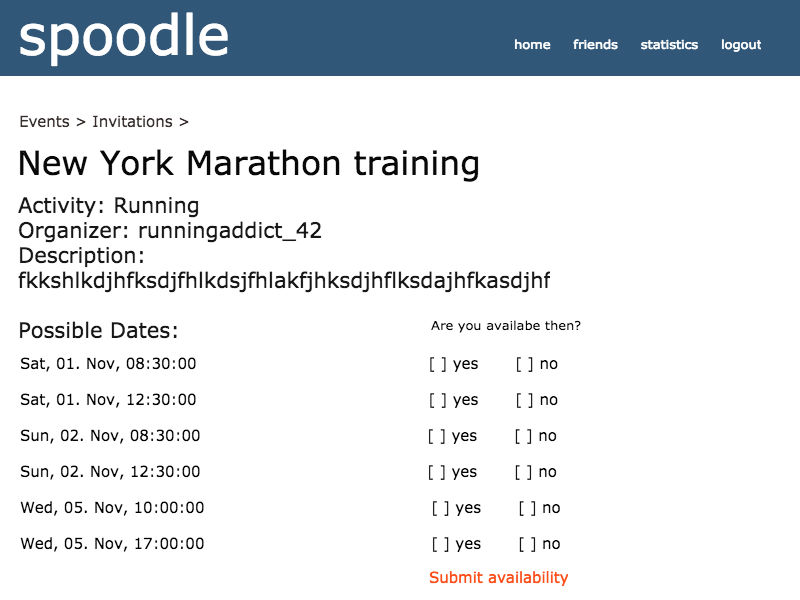 spoodle
home friends statistics logout
Events > Invitations >
New York Marathon training
Activity: Running
Organizer: runningaddict_42
Description:
fkkshlkdjhfksdjfhlkdsjfhlakfjhksdjhflksdajhfkasdjhf
Possible Dates: Are you availabe then?
Sat, 01. Nov, 08:30:00 [ ] yes [ ] no
Sat, 01. Nov, 12:30:00 [ ] yes [ ] no
Sun, 02. Nov, 08:30:00 [ ] yes [ ] no
Sun, 02. Nov, 12:30:00 [ ] yes [ ] no
Wed, 05. Nov, 10:00:00 [ ] yes [ ] no
Wed, 05. Nov, 17:00:00 [ ] yes [ ] no
Submit availability